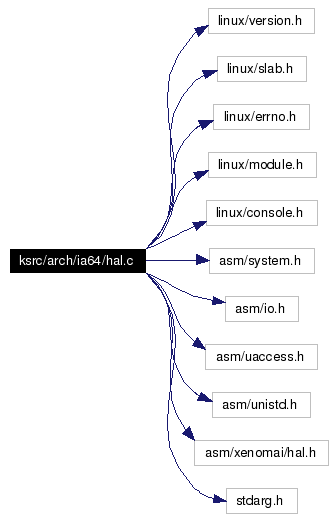 linux/version.h
linux/slab.h
linux/errno.h
linux/module.h
linux/console.h
ksrc/arch/ia64/hal.c
asm/system.h
asm/io.h
asm/uaccess.h
asm/unistd.h
asm/xenomai/hal.h
stdarg.h